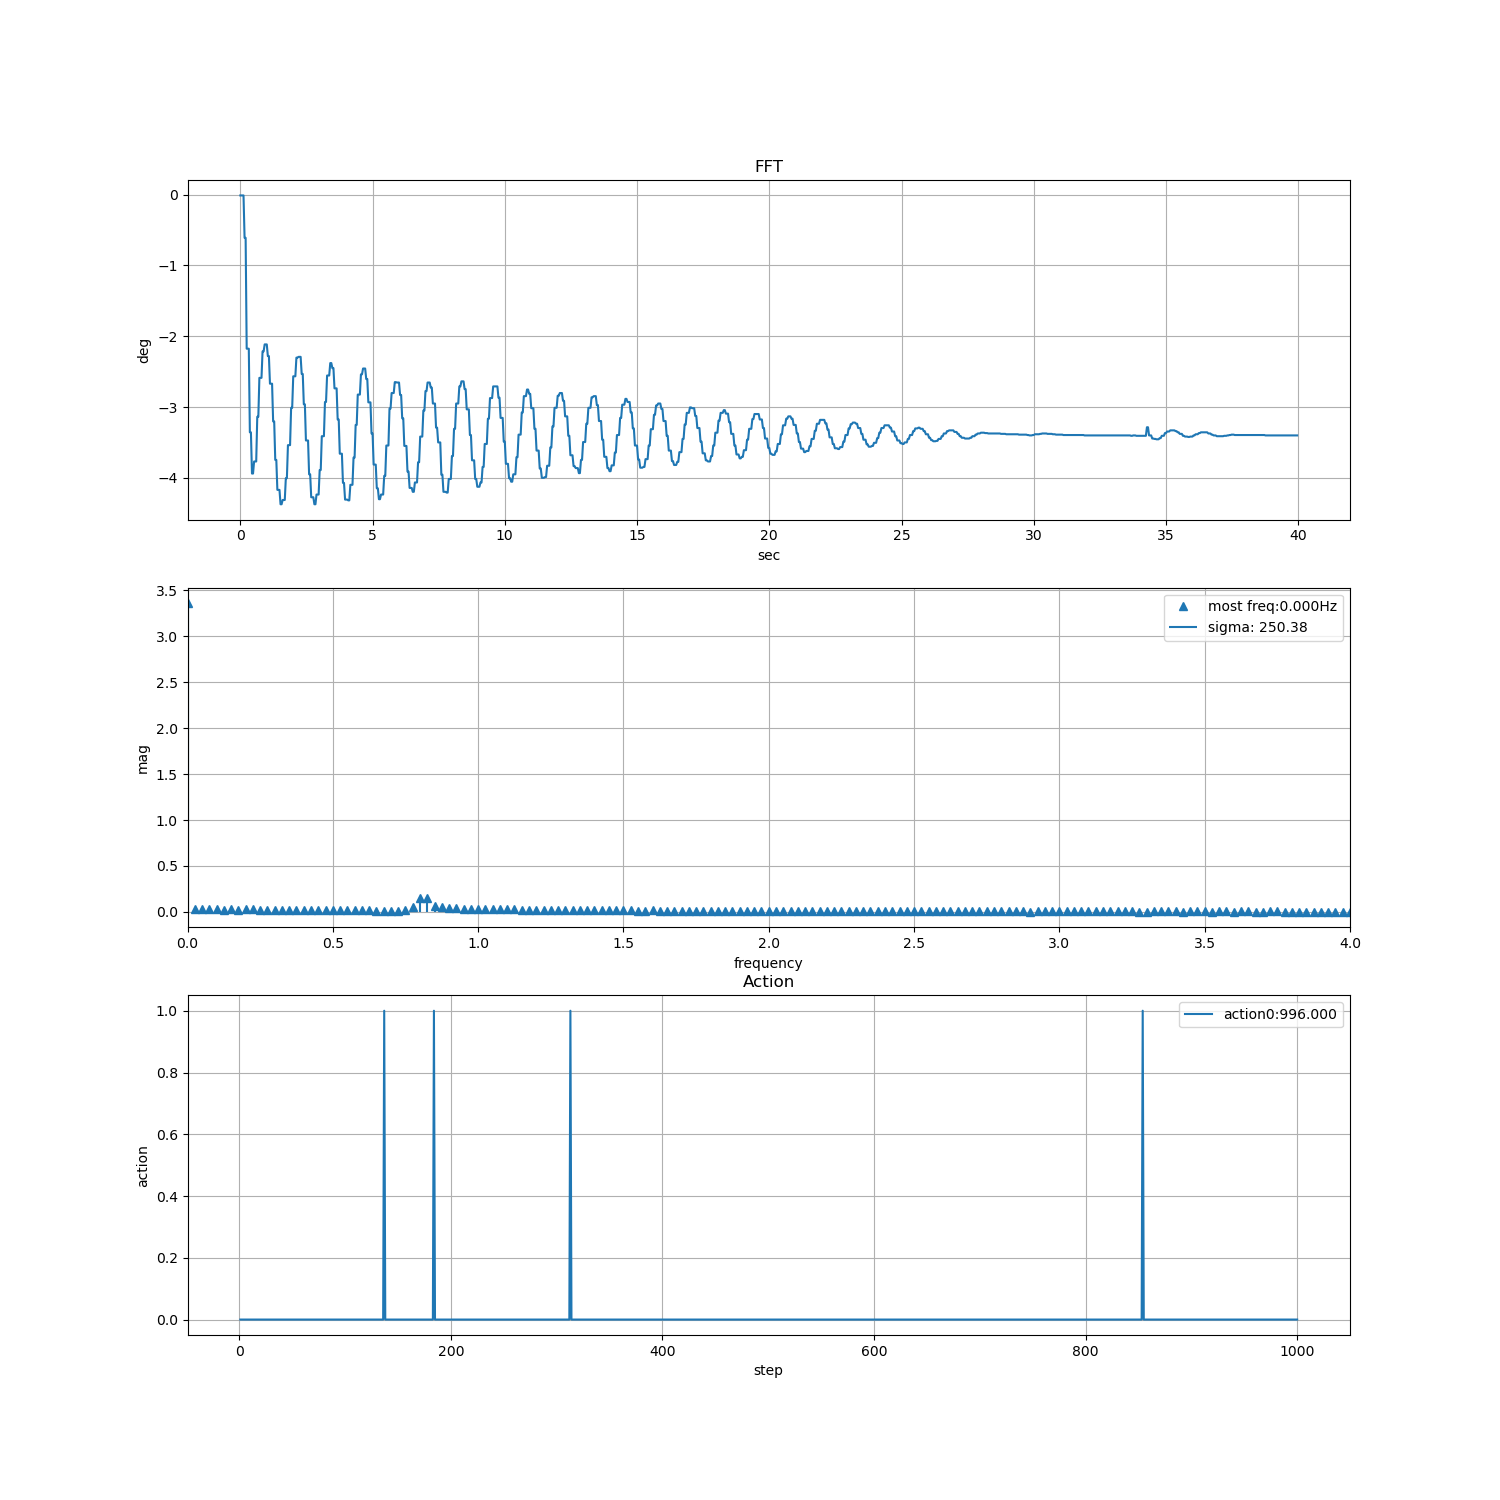 FFT
0
−1
−2
−3
−4
deg
0 5 10 15 20 25 30 35 40
sec
3.5
3.0
2.5
2.0
1.5
1.0
0.5
0.0
mag
most freq:0.000Hz
sigma: 250.38
0.0 0.5 1.0 1.5 2.0 2.5 3.0 3.5 4.0
frequency
Action
1.0
0.8
0.6
0.4
0.2
0.0
action
action0:996.000
0 200 400 600 800 1000
step